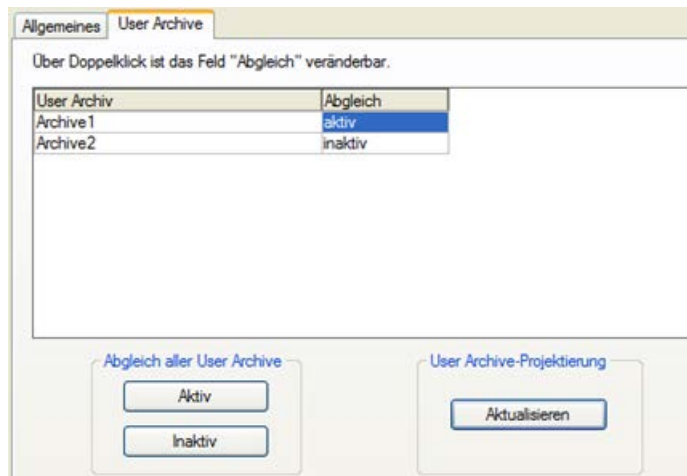 Allgemeines User Archive
Über Doppelklick ist das Feld "Abgleich" veränderbar.
User Archiv Abgleich
Archive1 aktiv
Archive2 inaktiv
Abgleich aller User Archive User Archive-Projektierung
Aktiv
Aktualisieren
Inaktiv